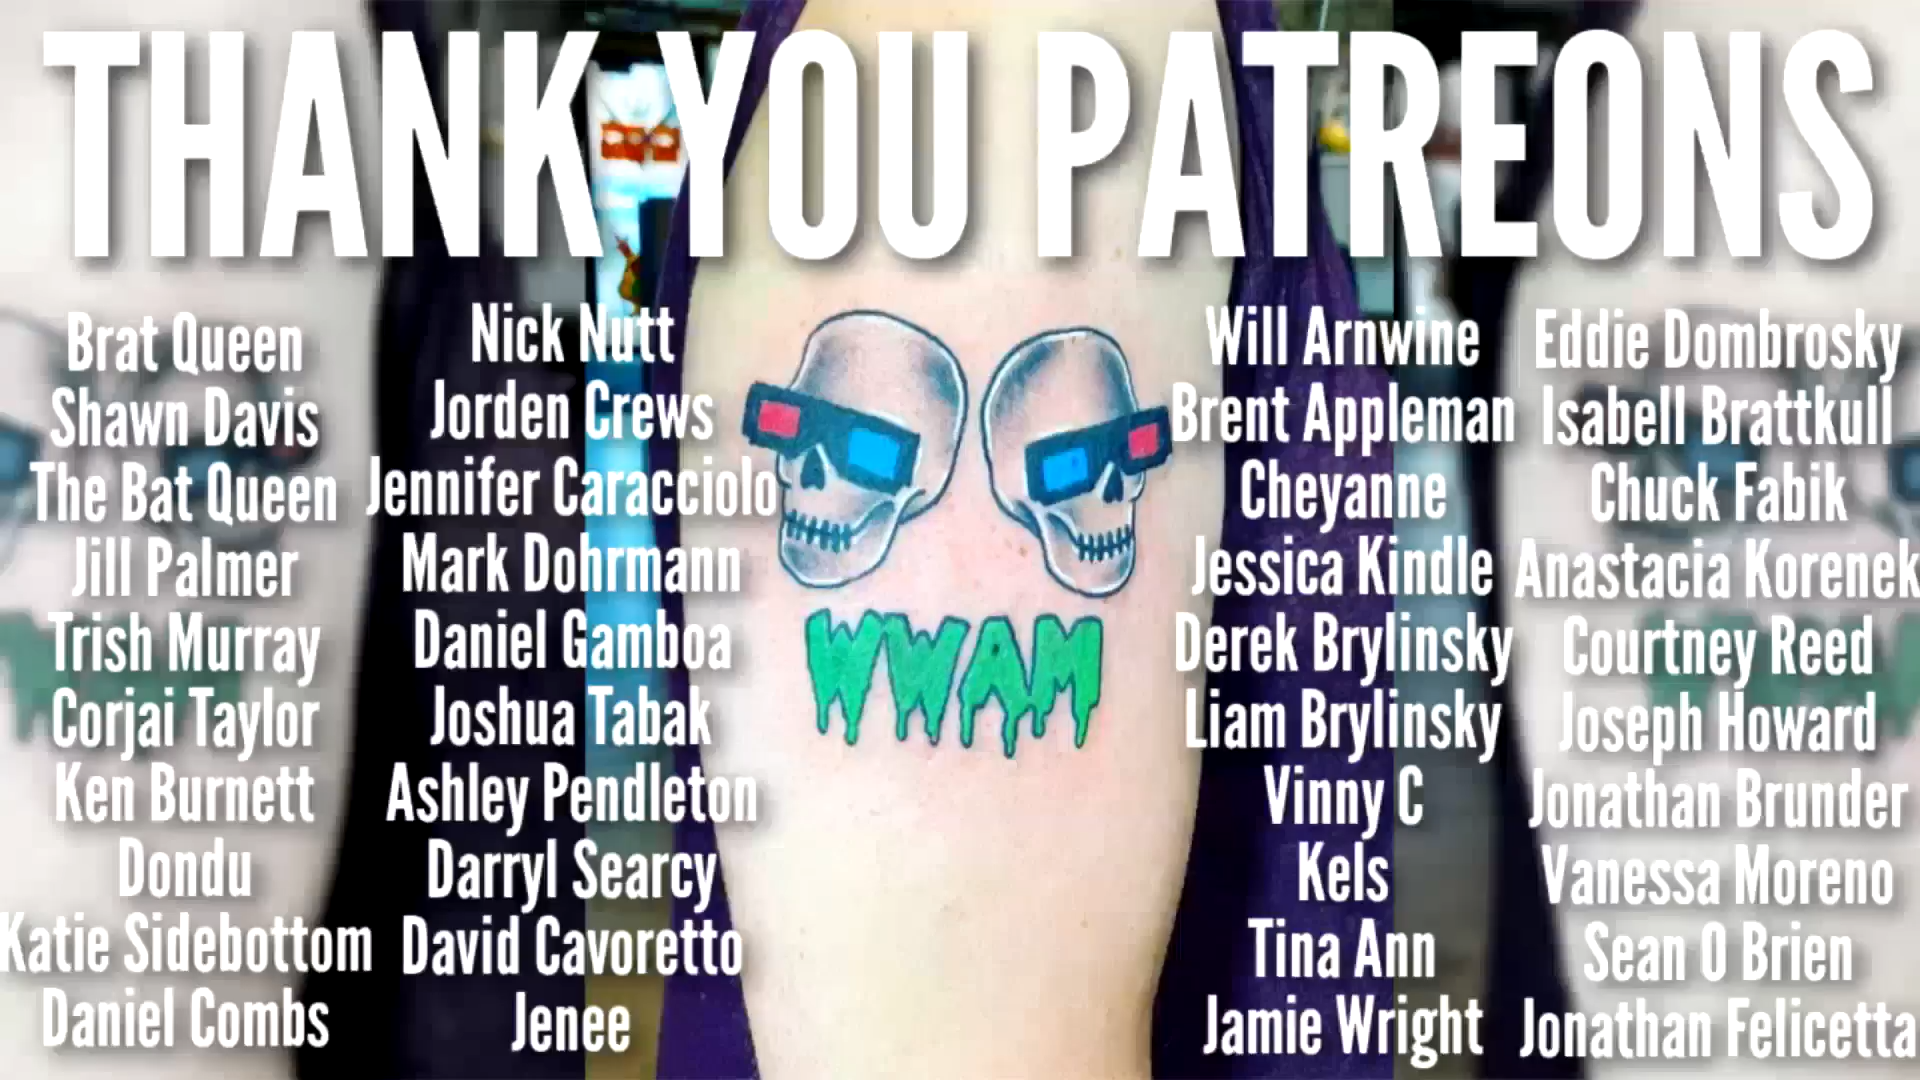 THANK YOU PATREONS
Brat Queen
Shawn Davis
The Bat Queen
Jill Palmer
Trish Murray
Corjai Taylor
Ken Burnett
Dondu
Katie Sidebottom
Daniel Combs
Nick Nutt
Jorden Crews
Jennifer Caracciolo
Mark Dohrmann
Daniel Gamboa
Joshua Tabak
Ashley Pendleton
Darryl Searcy
David Cavoretto
Jenee
WWAM
Will Arnwine
Brent Appleman
Cheyanne
Jessica Kindle
Derek Brylinsky
Liam Brylinsky
Vinny C
Kels
Tina Ann
Jamie Wright
Eddie Dombrosky
Isabell Brattkull
Chuck Fabik
Anastacia Korenek
Courtney Reed
Joseph Howard
Jonathan Brunder
Vanessa Moreno
Sean O Brien
Jonathan Felicetta